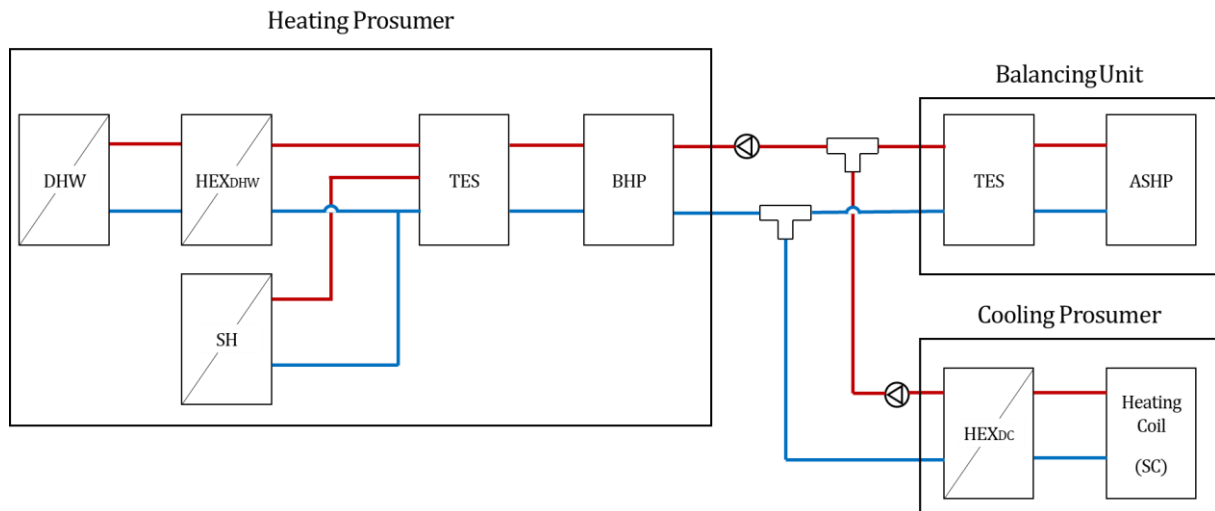 Heating Prosumer
Balancing Unit
DHW
HEXDHW
TES
BHP
TES
ASHP
SH
Cooling Prosumer
HEXDC
Heating
Coil
(SC)